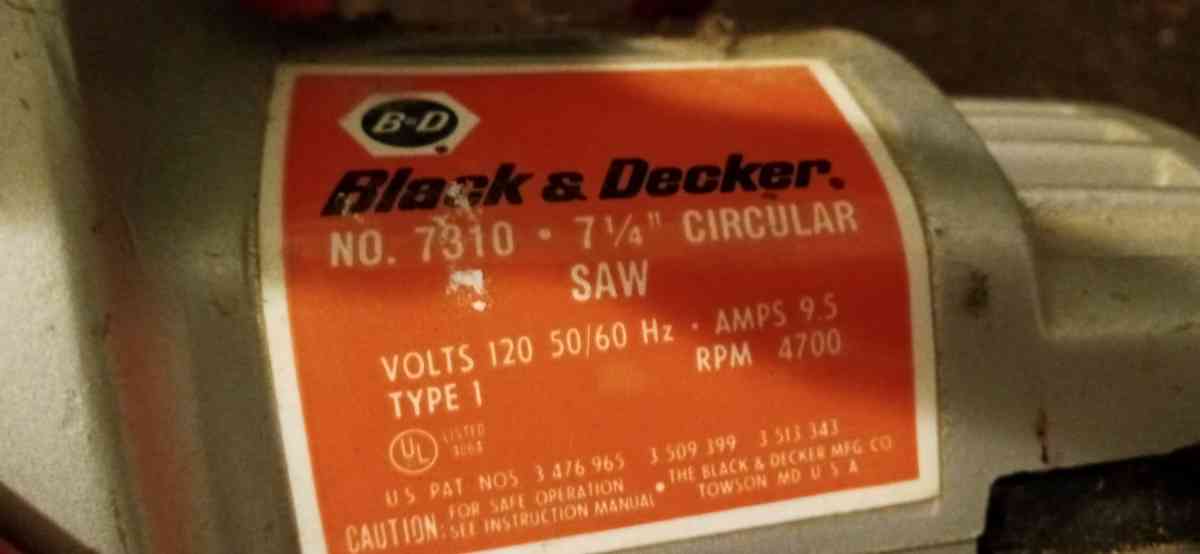 B-D
Black & Decker.
NO. 7310 • 7 1/4" CIRCULAR
SAW
VOLTS 120 50/60 Hz • AMPS 9.5
TYPE 1 RPM 4700
UL LISTED
U S PAT NOS 3 476 965 3 509 399 3 513 343
CAUTION: FOR SAFE OPERATION
SEE INSTRUCTION MANUAL • THE BLACK & DECKER MFG CO
TOWSON MD U S A